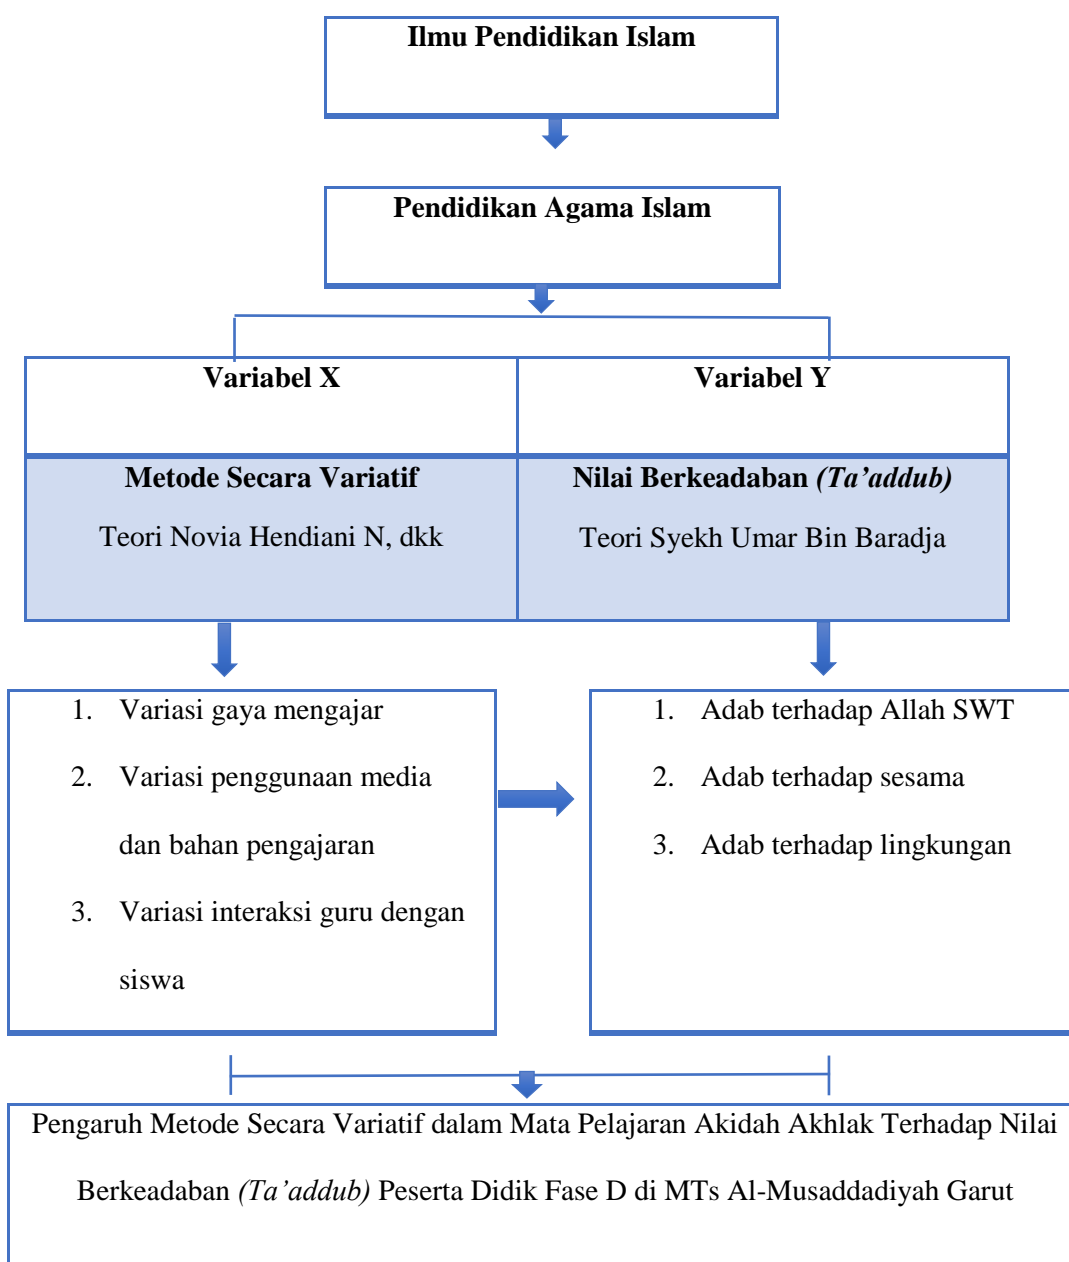 Ilmu Pendidikan Islam
Pendidikan Agama Islam
Variabel X
Variabel Y
Metode Secara Variatif
Teori Novia Hendiani N, dkk
Nilai Berkeadaban (Ta’addub)
Teori Syekh Umar Bin Baradja
1. Variasi gaya mengajar
2. Variasi penggunaan media
dan bahan pengajaran
3. Variasi interaksi guru dengan
siswa
1. Adab terhadap Allah SWT
2. Adab terhadap sesama
3. Adab terhadap lingkungan
Pengaruh Metode Secara Variatif dalam Mata Pelajaran Akidah Akhlak Terhadap Nilai
Berkeadaban (Ta’addub) Peserta Didik Fase D di MTs Al-Musaddadiyah Garut